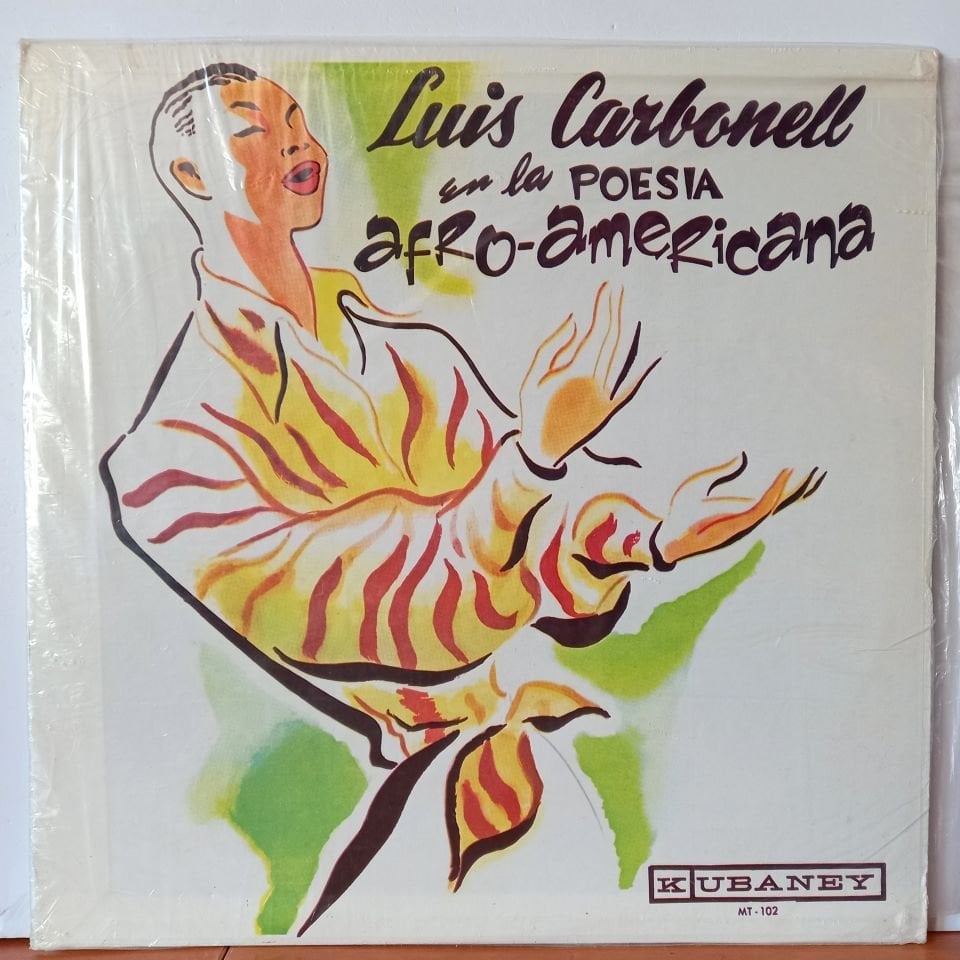 Luis Carbonell
en la POESIA
afro-americana
KUBANEY
MT - 102